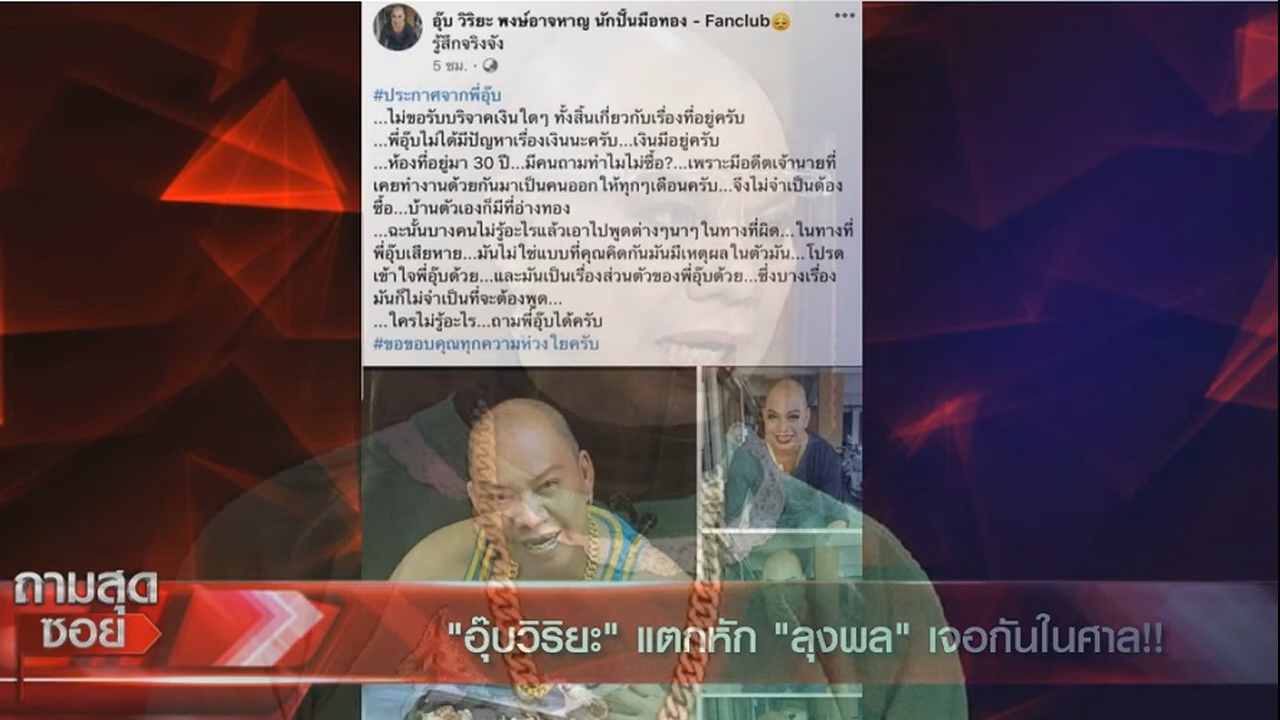 อุ๊บ วิริยะ พงษ์อาจหาญ นักปั้นมือทอง - Fanclub😔
รู้สึกจริงจัง
5 ชม. ·
#ประกาศจากพี่อุ๊บ
...ไม่ขอรับบริจาคเงินใดๆ ทั้งสิ้นเกี่ยวกับเรื่องที่อยู่ครับ
...พี่อุ๊บไม่ได้มีปัญหาเรื่องเงินนะครับ...เงินมีอยู่ครับ
...ห้องที่อยู่มา 30 ปี...มีคนถามทำไมไม่ซื้อ?...เพราะมีอดีตเจ้านายที่
เคยทำงานด้วยกันมาเป็นคนออกให้ทุกๆเดือนครับ...จึงไม่จำเป็นต้อง
ซื้อ...บ้านตัวเองก็มีที่อ่างทอง
...ฉะนั้นบางคนไม่รู้อะไรแล้วเอาไปพูดต่างๆนาๆในทางที่ผิด...ในทางที่
พี่อุ๊บเสียหาย...มันไม่ใช่แบบที่คุณคิดกันมันมีเหตุผลในตัวมัน...โปรด
เข้าใจพี่อุ๊บด้วย...และมันเป็นเรื่องส่วนตัวของพี่อุ๊บด้วย...ซึ่งบางเรื่อง
มันก็ไม่จำเป็นที่จะต้องพูด...
...ใครไม่รู้อะไร...ถามพี่อุ๊บได้ครับ
#ขอขอบคุณทุกความห่วงใยครับ
ถามสุด
ซอย
"อุ๊บวิริยะ" แตกหัก "ลุงพล" เจอกันในศาล!!